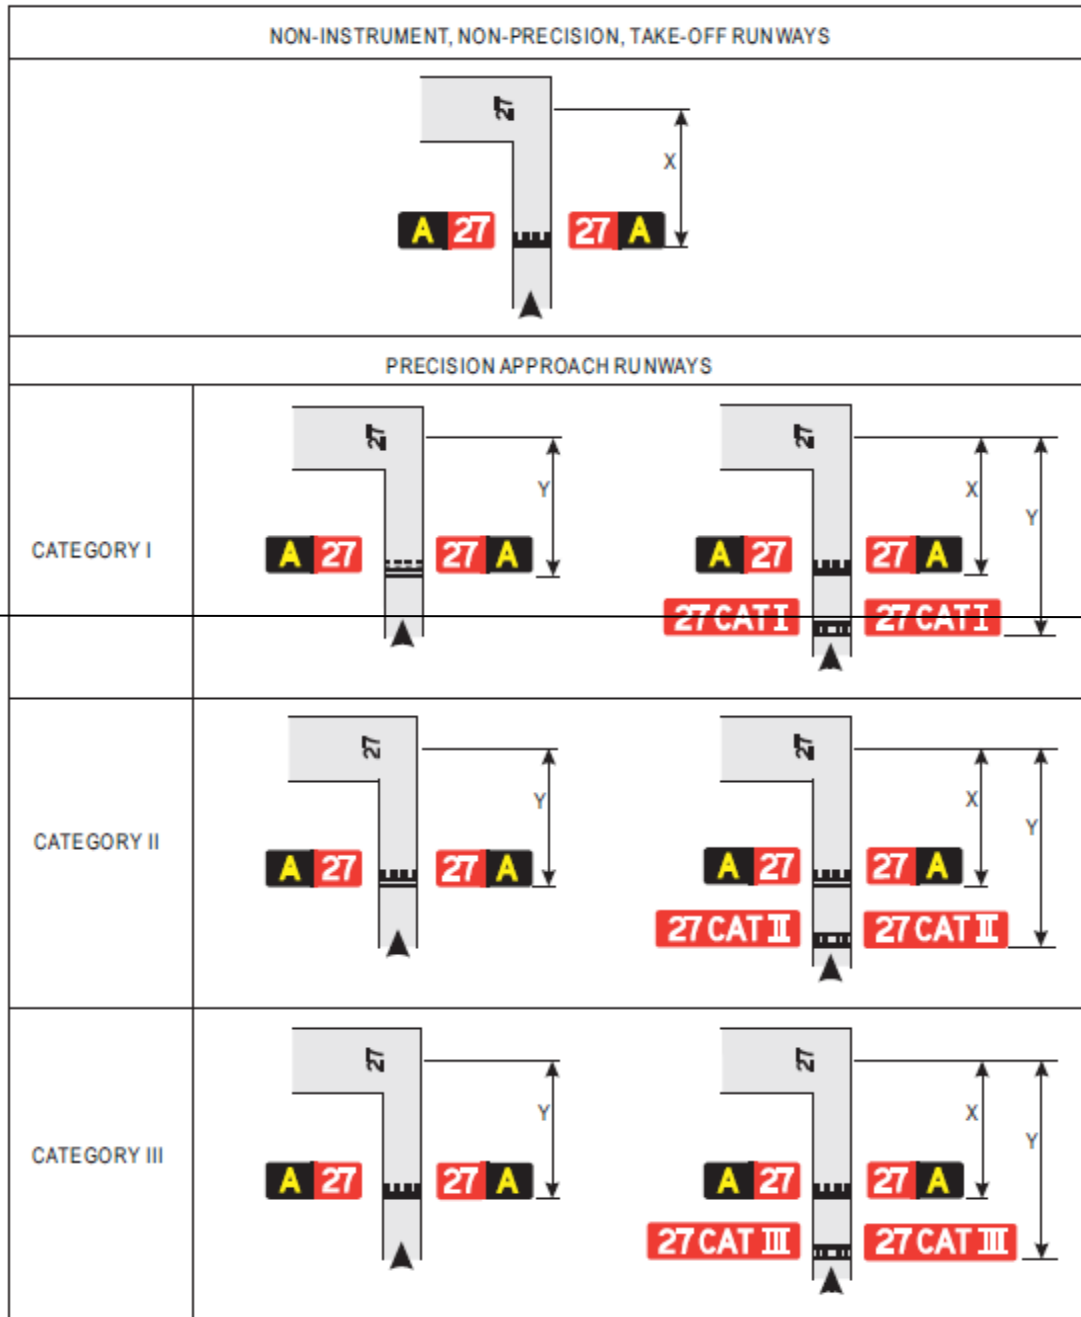 NON-INSTRUMENT, NON-PRECISION, TAKE-OFF RUNWAYS
27
X
A 27 27 A
PRECISION APPROACH RUNWAYS
27 27
Y X Y
CATEGORY I
A 27 27 A A 27 27 A
27 CAT I 27 CAT I
27 27
Y X Y
CATEGORY II
A 27 27 A A 27 27 A
27 CAT II 27 CAT II
27 27
Y X Y
CATEGORY III
A 27 27 A A 27 27 A
27 CAT III 27 CAT III